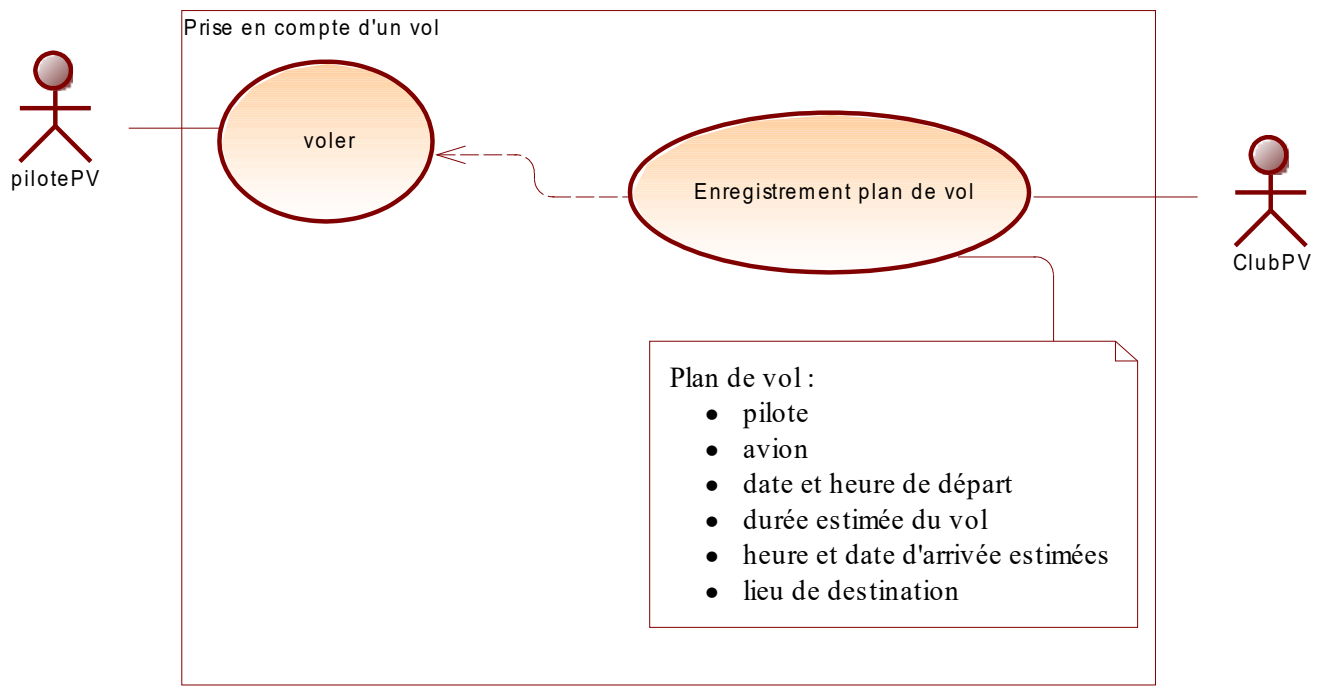 Prise en compte d'un vol
voler
pilotePV
Enregistrement plan de vol
ClubPV
Plan de vol :
• pilote
• avion
• date et heure de départ
• durée estimée du vol
• heure et date d'arrivée estimées
• lieu de destination